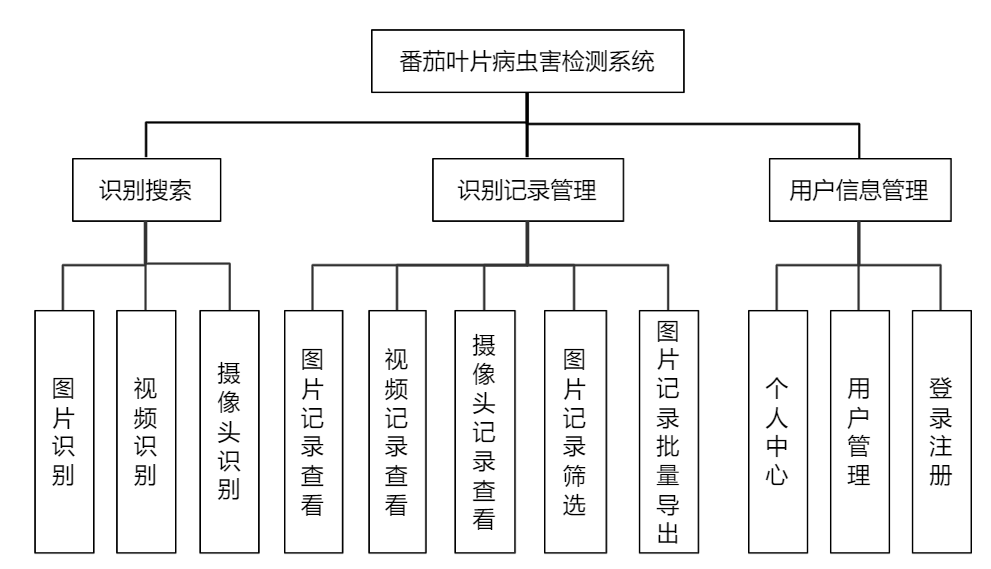 番茄叶片病虫害检测系统
识别搜索
识别记录管理
用户信息管理
图片识别
视频识别
摄像头识别
图片记录查看
视频记录查看
摄像头记录查看
图片记录筛选
图片记录批量导出
个人中心
用户管理
登录注册